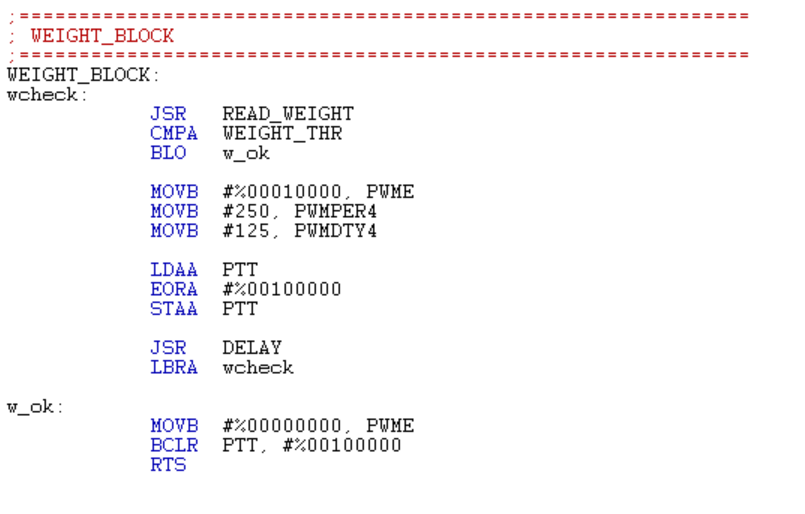 ;=============================================================
; WEIGHT_BLOCK
;=============================================================
WEIGHT_BLOCK:
wcheck:
JSR READ_WEIGHT
CMPA WEIGHT_THR
BLO w_ok
MOVB #%00010000, PWME
MOVB #250, PWMPER4
MOVB #125, PWMDTY4
LDAA PTT
EORA #%00100000
STAA PTT
JSR DELAY
LBRA wcheck
w_ok:
MOVB #%00000000, PWME
BCLR PTT, #%00100000
RTS